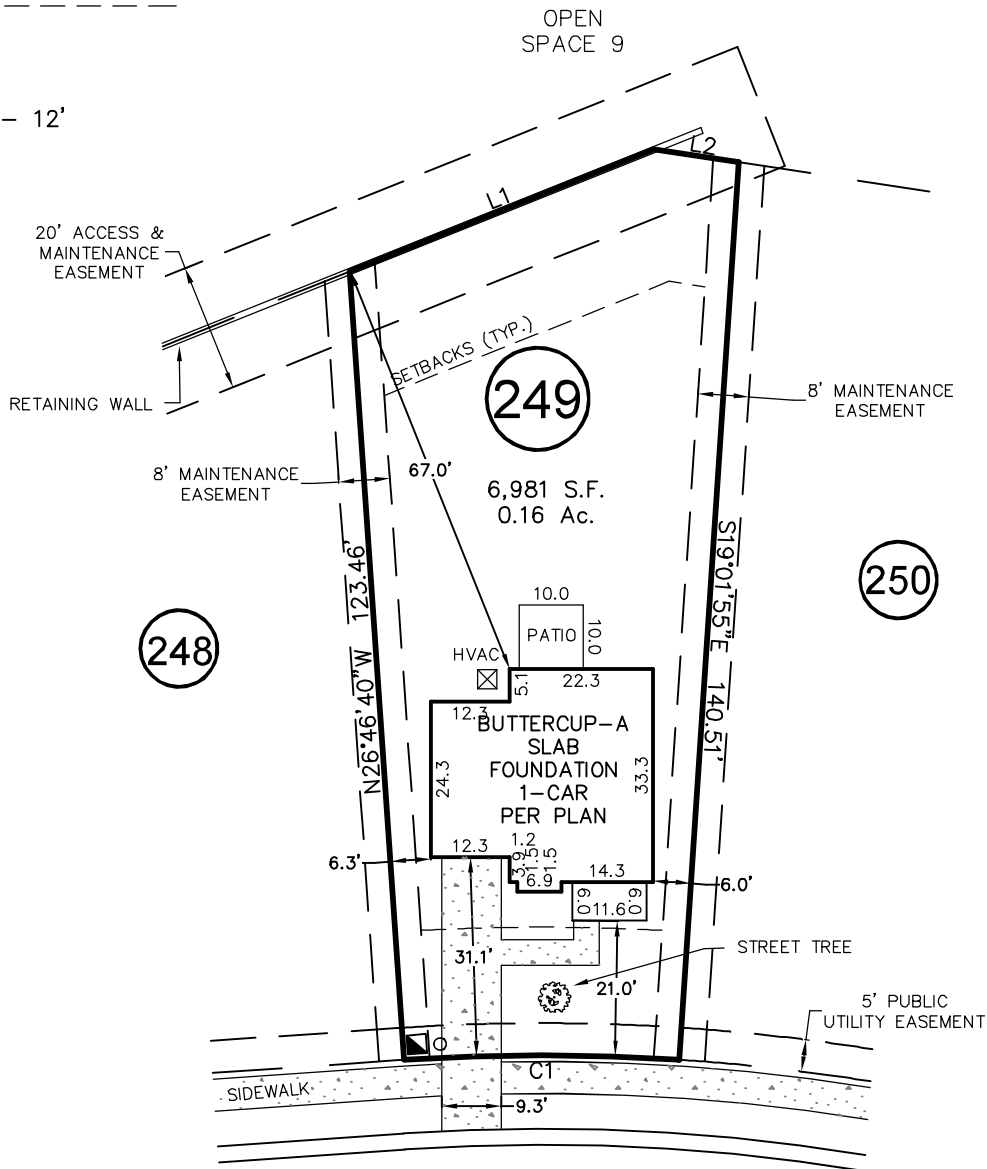 OPEN
SPACE 9
– 12'
L2
L1
20' ACCESS &
MAINTENANCE
EASEMENT
SETBACKS (TYP.)
249
RETAINING WALL
8' MAINTENANCE
EASEMENT
8' MAINTENANCE
EASEMENT
67.0'
6,981 S.F.
0.16 Ac.
N26°46'40"W 123.46'
S19°01'55"E 140.51'
250
248
10.0
PATIO
10.0
HVAC
5.1
22.3
12.3
BUTTERCUP-A
SLAB
FOUNDATION
1-CAR
PER PLAN
24.3
33.3
12.3
1.2
3.9
1.5
1.5
6.9
14.3
6.3'
6.0'
6.0
11.6
6.0
31.1'
21.0'
STREET TREE
5' PUBLIC
UTILITY EASEMENT
C1
SIDEWALK
9.3'